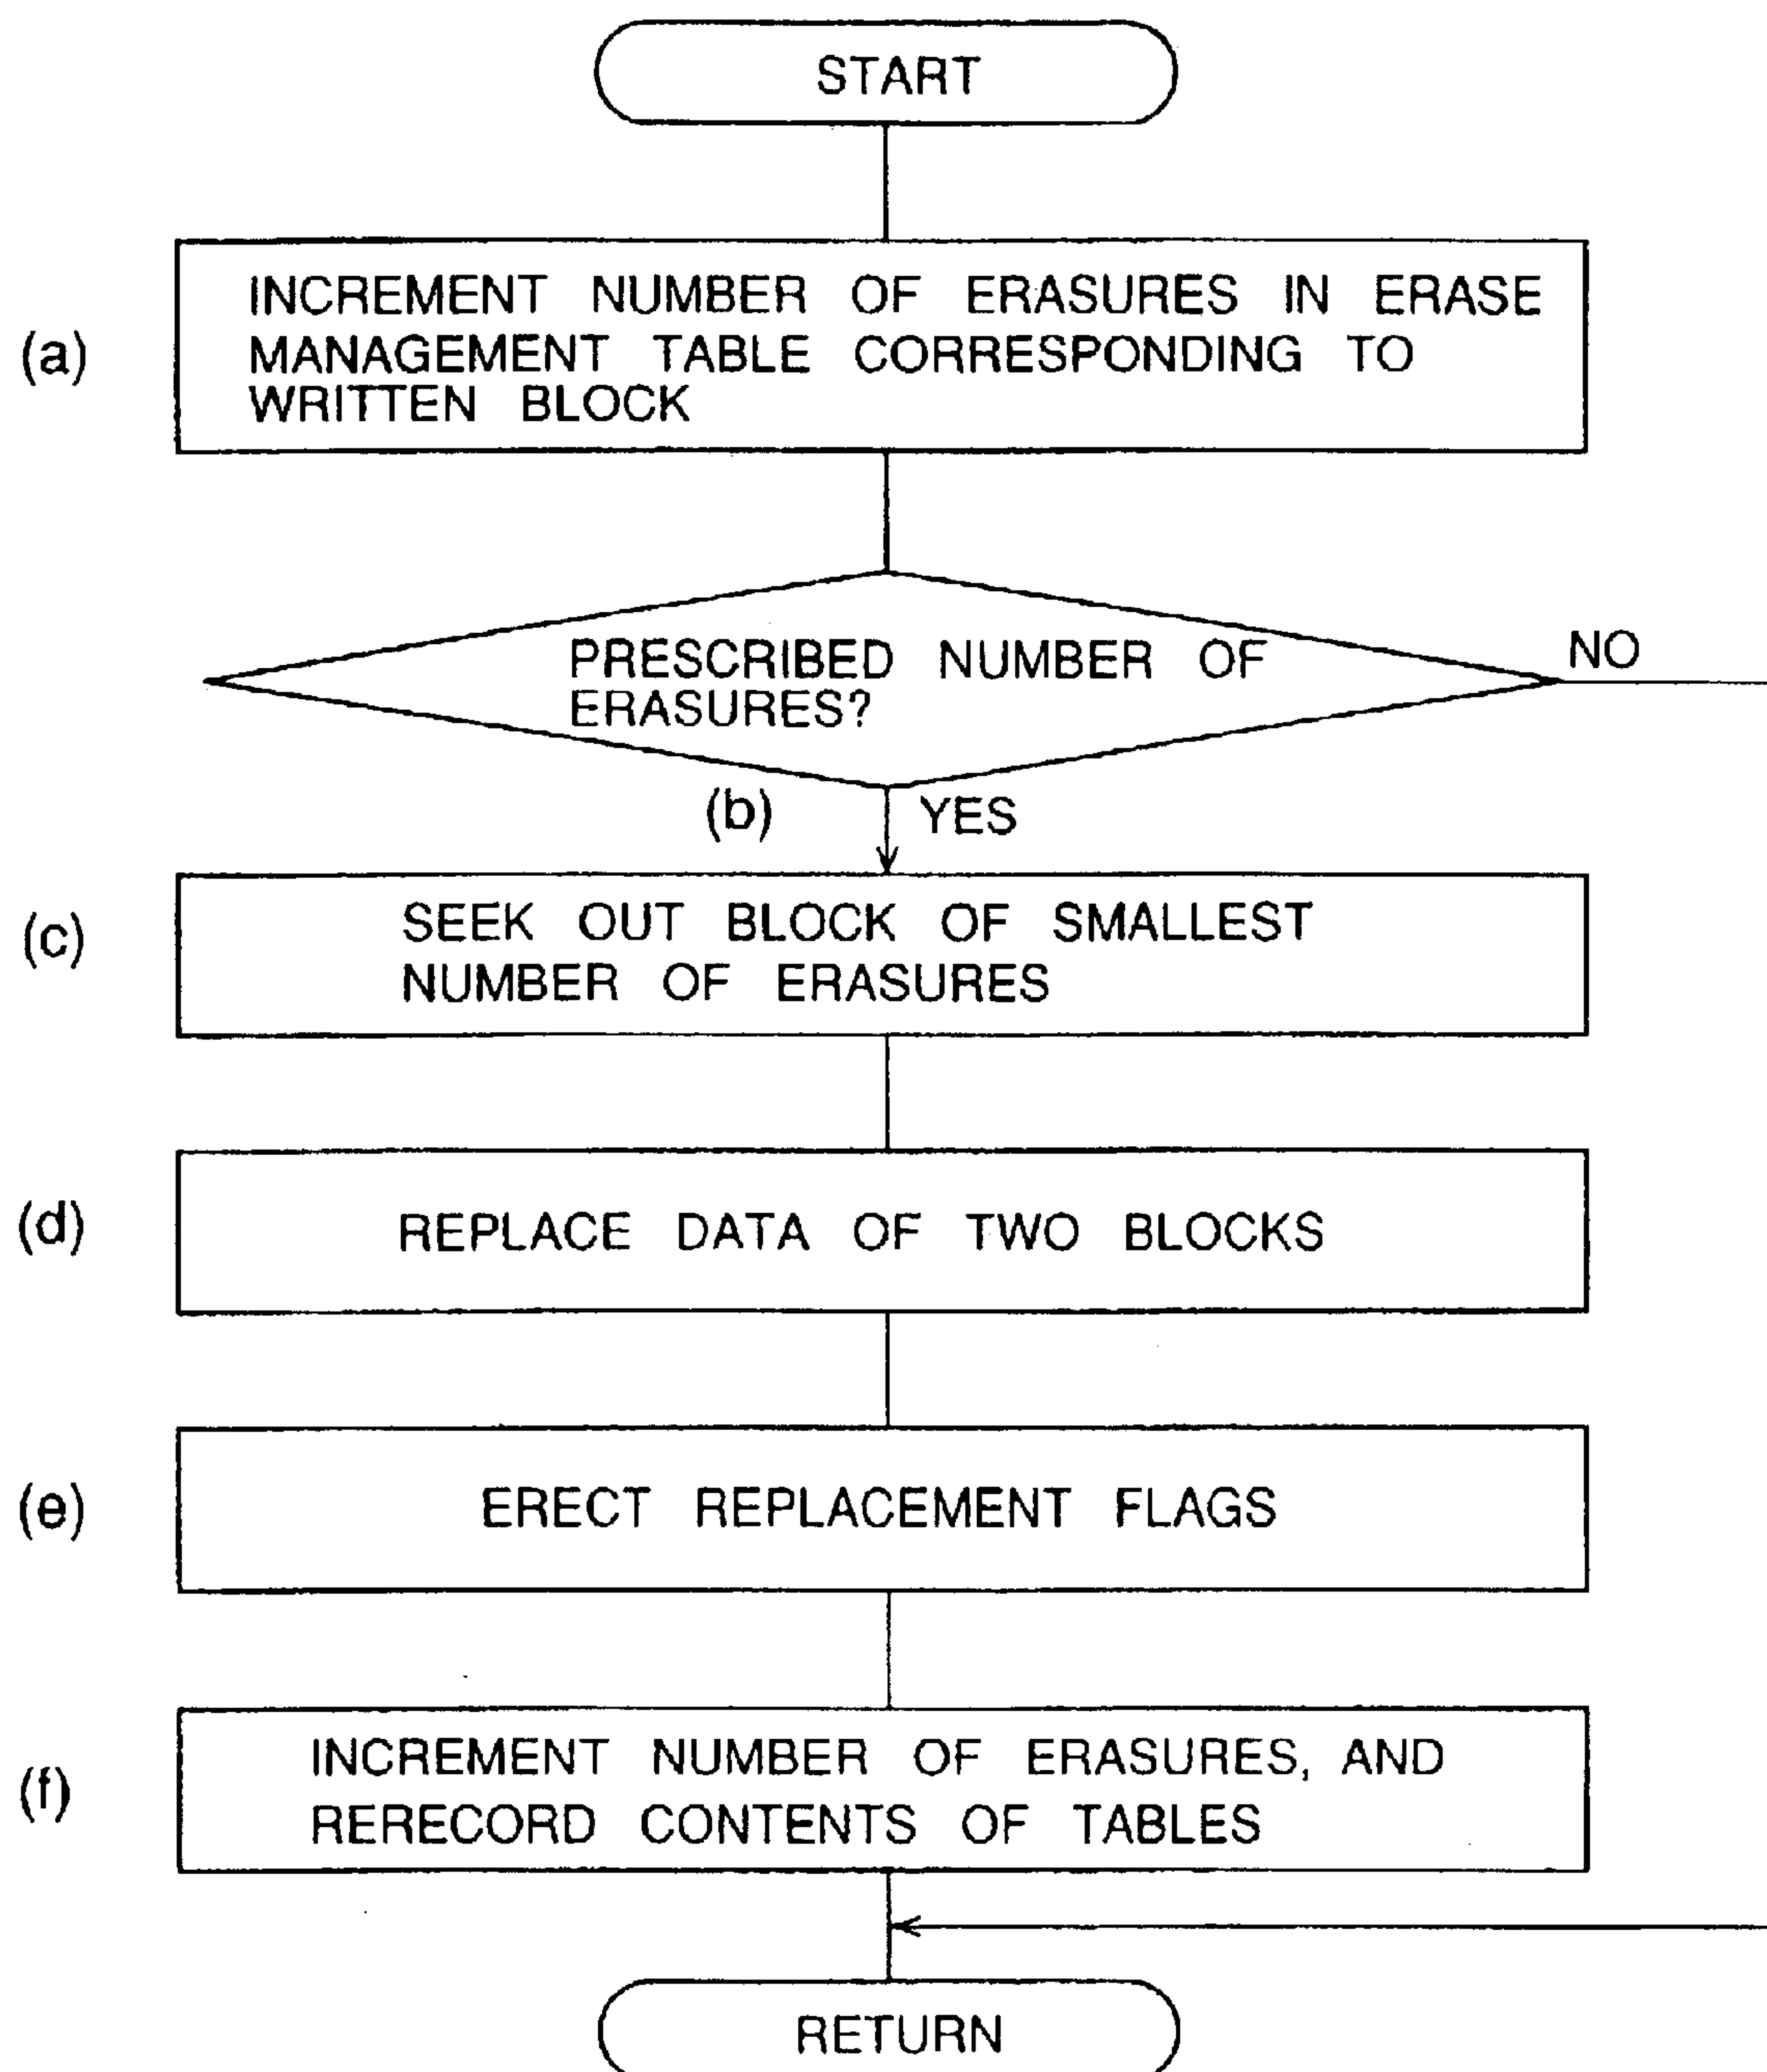 START
(a)
INCREMENT NUMBER OF ERASURES IN ERASE
MANAGEMENT TABLE CORRESPONDING TO
WRITTEN BLOCK
PRESCRIBED NUMBER OF
ERASURES?
NO
(b)
YES
(c)
SEEK OUT BLOCK OF SMALLEST
NUMBER OF ERASURES
(d)
REPLACE DATA OF TWO BLOCKS
(e)
ERECT REPLACEMENT FLAGS
(f)
INCREMENT NUMBER OF ERASURES, AND
RERECORD CONTENTS OF TABLES
RETURN